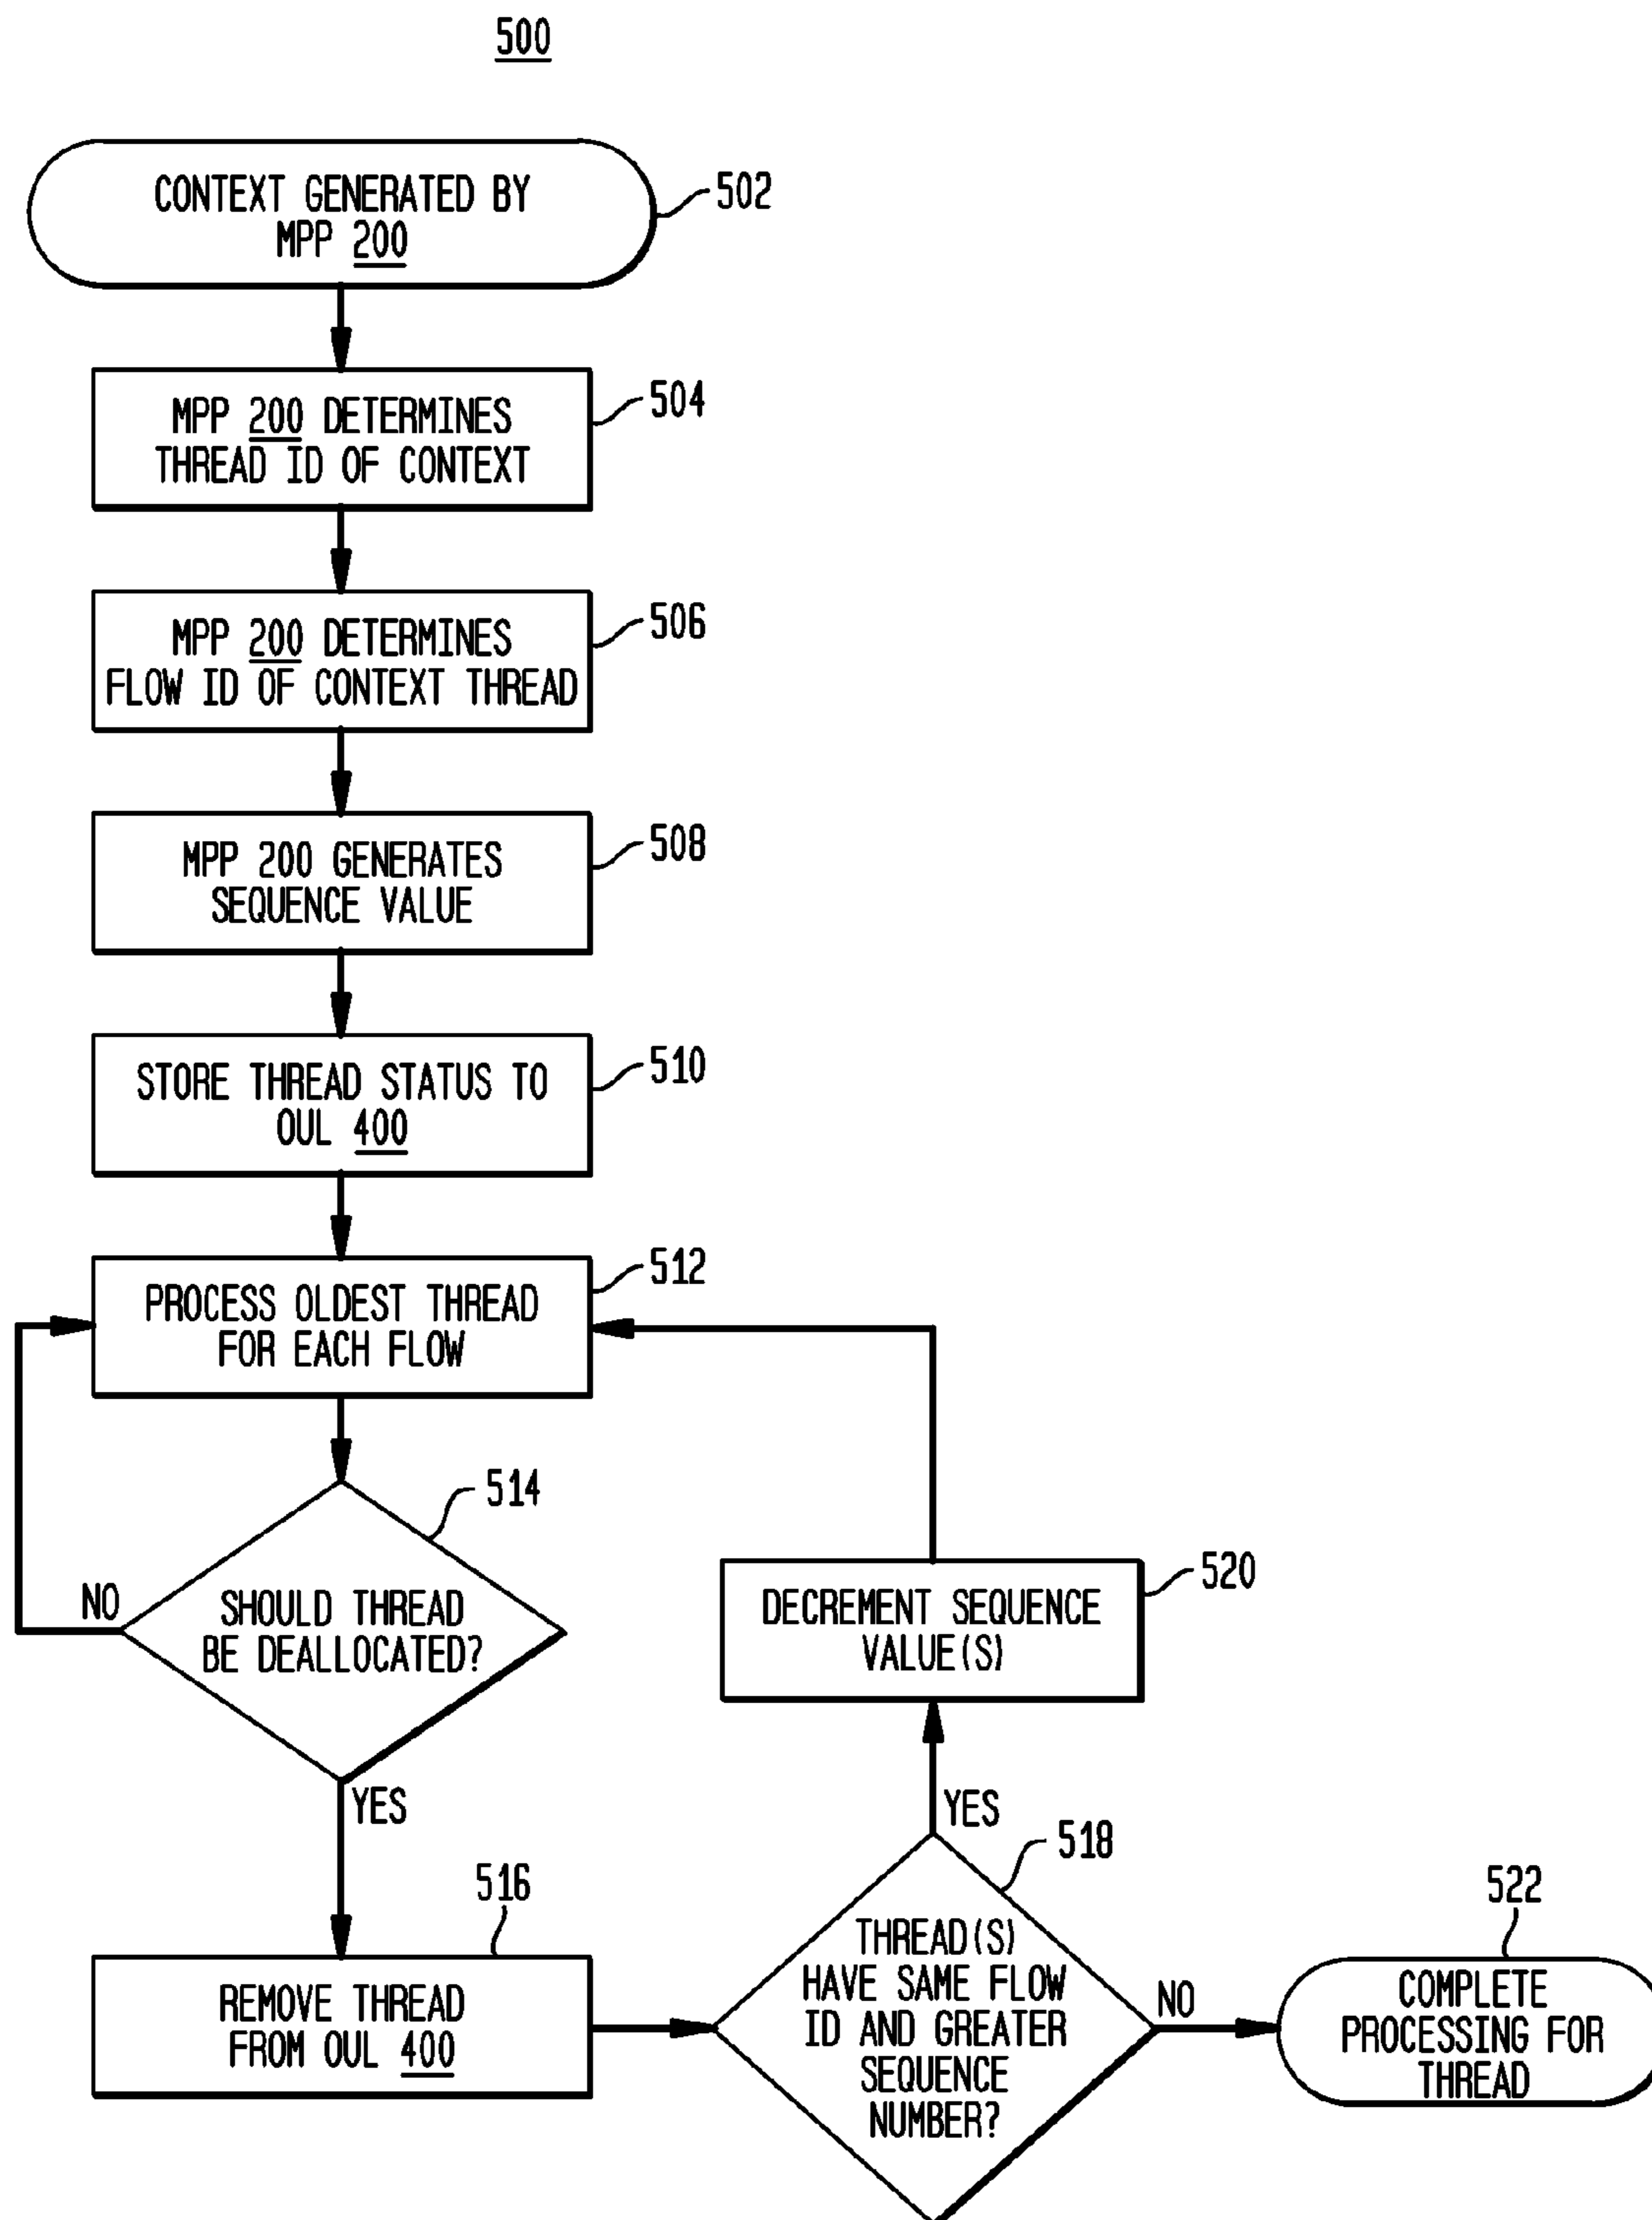 500
CONTEXT GENERATED BY
MPP 200
502
MPP 200 DETERMINES
THREAD ID OF CONTEXT
504
MPP 200 DETERMINES
FLOW ID OF CONTEXT THREAD
506
MPP 200 GENERATES
SEQUENCE VALUE
508
STORE THREAD STATUS TO
OUL 400
510
PROCESS OLDEST THREAD
FOR EACH FLOW
512
SHOULD THREAD
BE DEALLOCATED?
514
NO
YES
REMOVE THREAD
FROM OUL 400
516
THREAD(S)
HAVE SAME FLOW
ID AND GREATER
SEQUENCE
NUMBER?
518
YES
DECREMENT SEQUENCE
VALUE(S)
520
NO
COMPLETE
PROCESSING FOR
THREAD
522